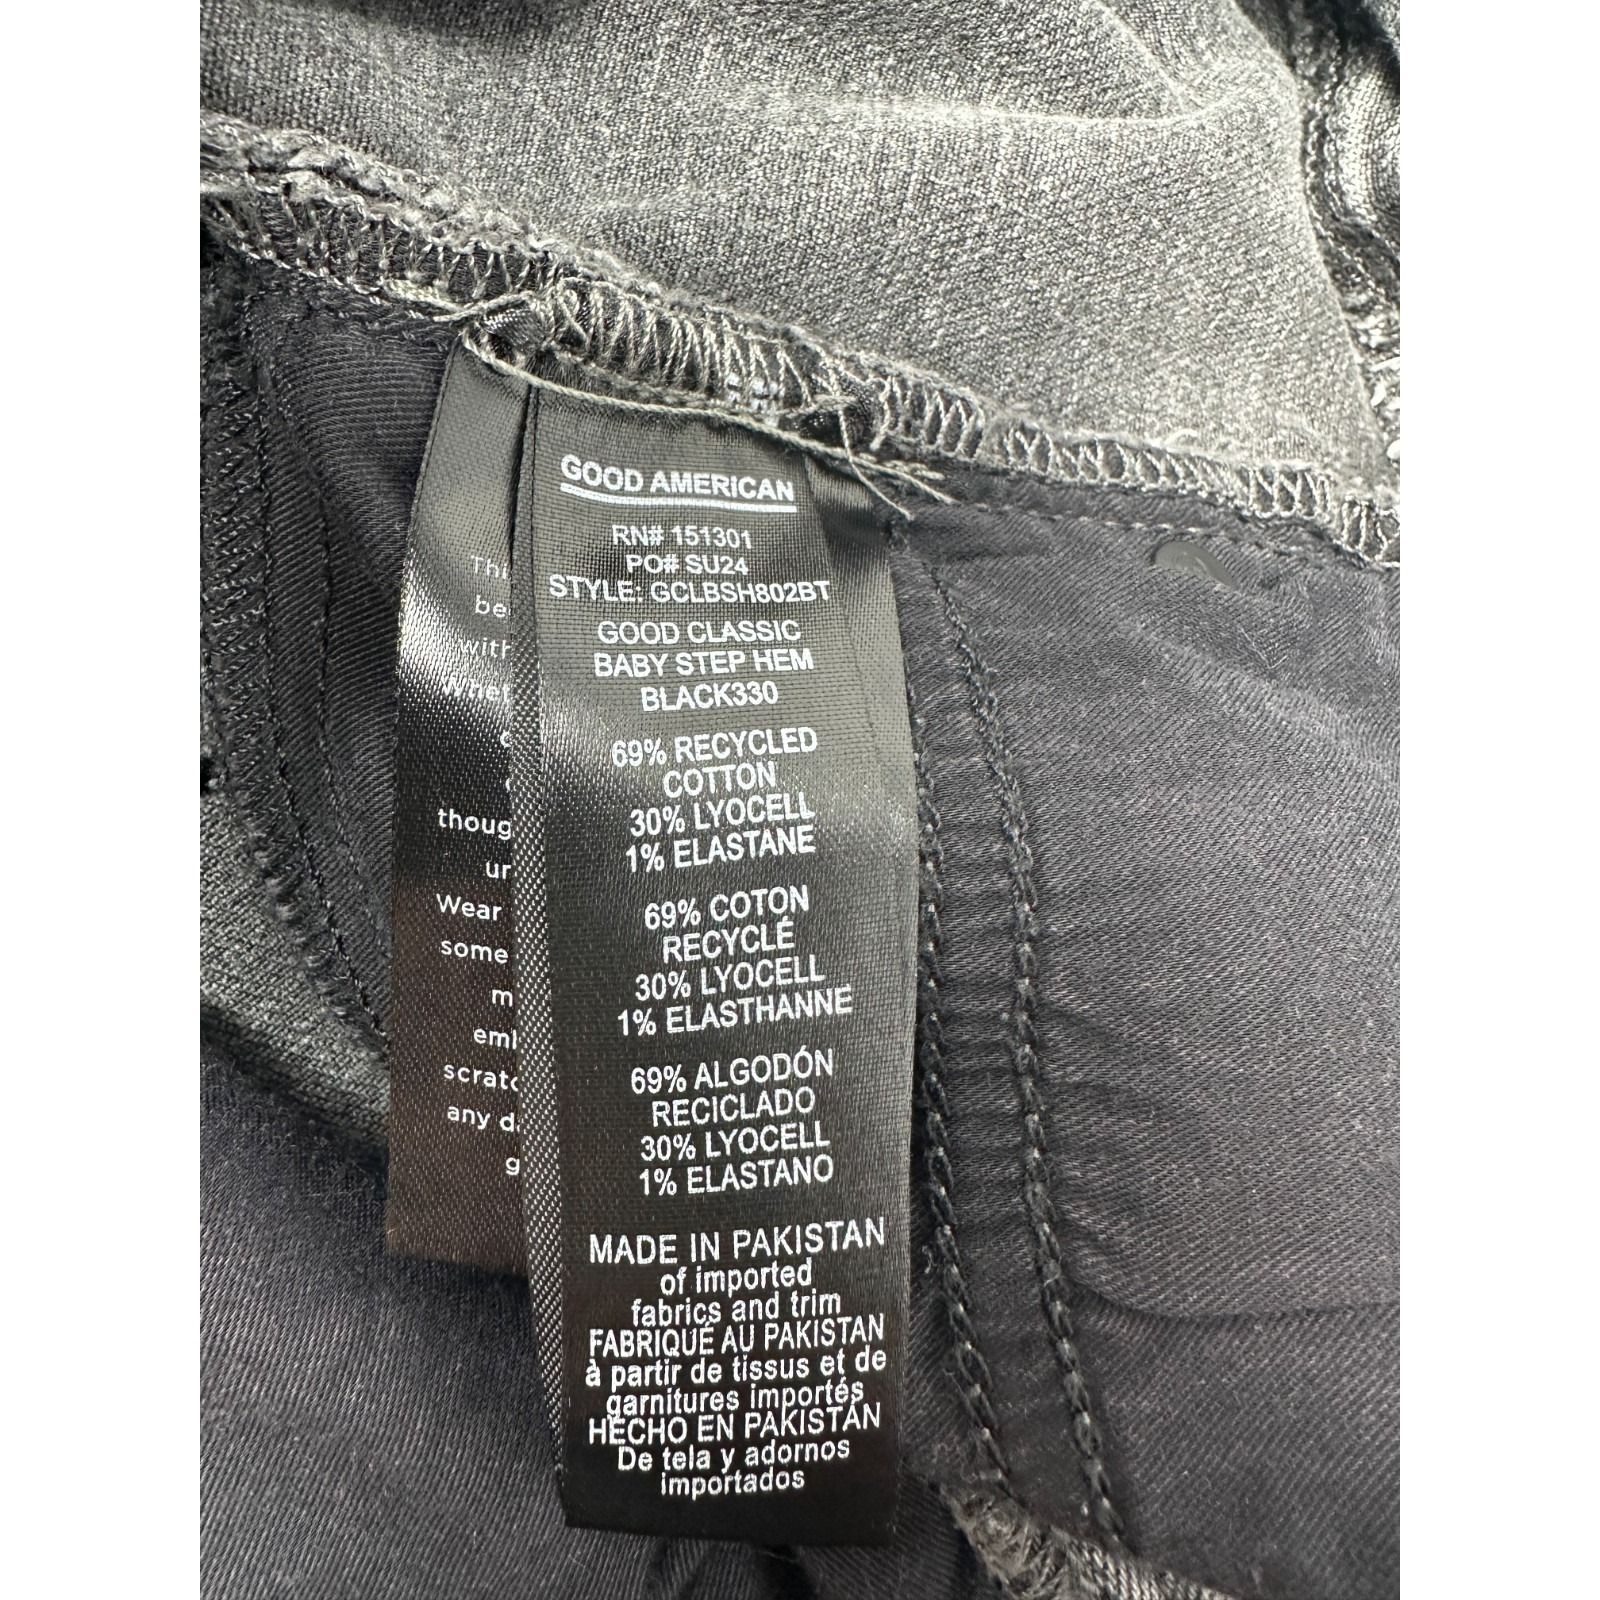 GOOD AMERICAN
RN# 151301
PO# SU24
STYLE: GCLBSH802BT
GOOD CLASSIC
BABY STEP HEM
BLACK330
69% RECYCLED
COTTON
30% LYOCELL
1% ELASTANE
69% COTON
RECYCLÉ
30% LYOCELL
1% ELASTHANNE
69% ALGODÓN
RECICLADO
30% LYOCELL
1% ELASTANO
MADE IN PAKISTAN
of imported
fabrics and trim
FABRIQUÉ AU PAKISTAN
à partir de tissus et de
garnitures importés
HECHO EN PAKISTÁN
De tela y adornos
importados
Wear
some